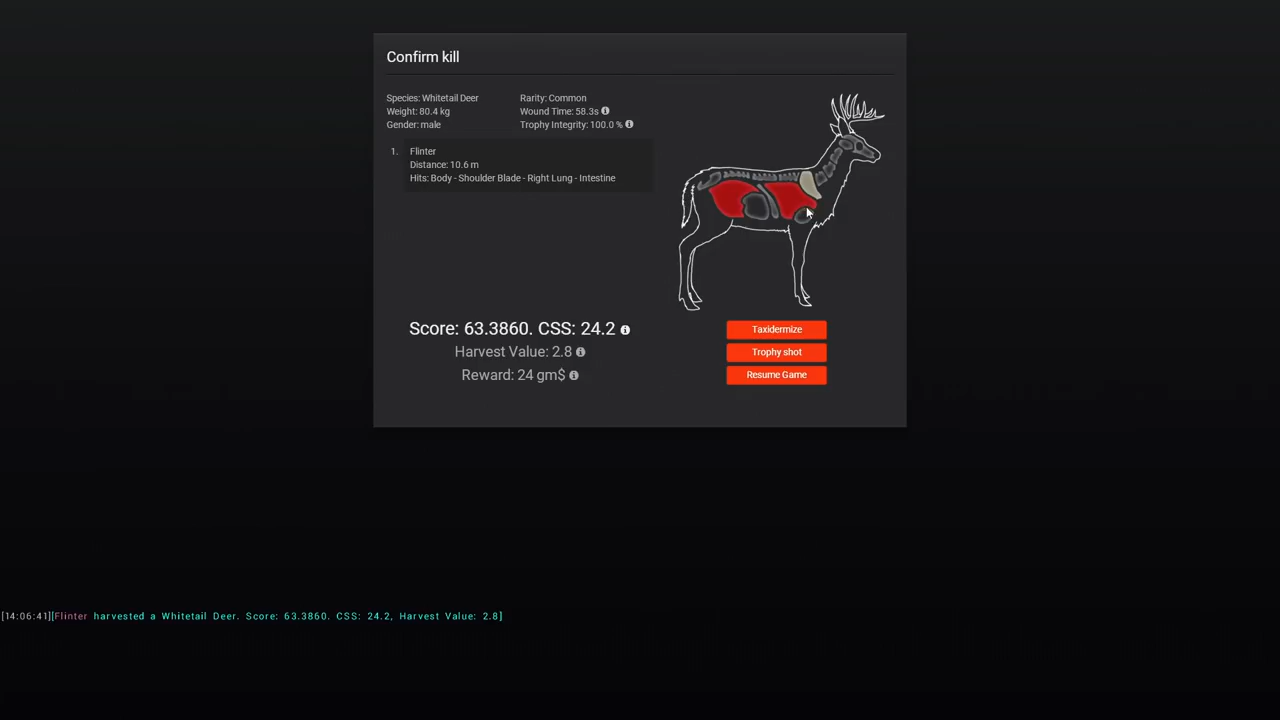 Confirm kill
Species: Whitetail Deer
Weight: 80.4 kg
Gender: male
Rarity: Common
Wound Time: 58.3s
Trophy Integrity: 100.0 %
1. Flinter
Distance: 10.6 m
Hits: Body - Shoulder Blade - Right Lung - Intestine
Score: 63.3860. CSS: 24.2
Harvest Value: 2.8
Reward: 24 gm$
Taxidermize
Trophy shot
Resume Game
[14:06:41][Flinter harvested a Whitetail Deer. Score: 63.3860. CSS: 24.2, Harvest Value: 2.8]